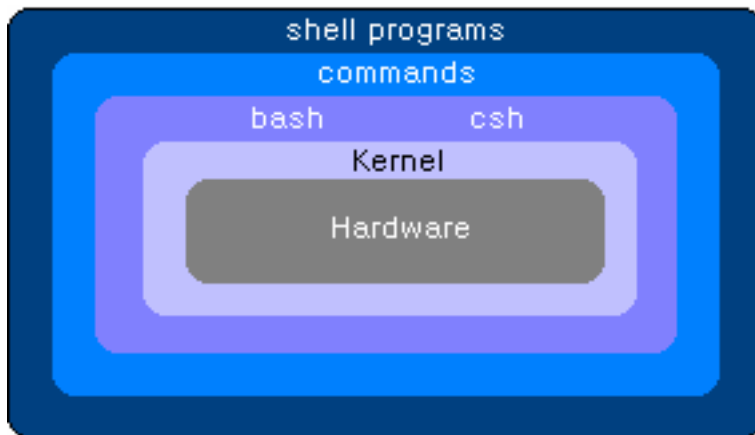 shell programs
commands
bash csh
Kernel
Hardware